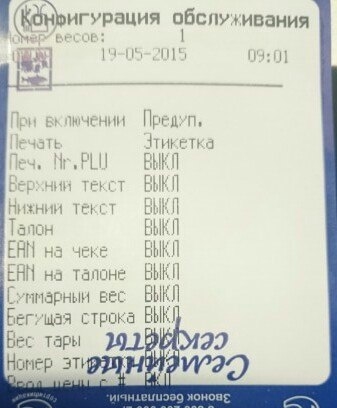 Конфигурация обслуживания
Номер весов: 1
19-05-2015 09:01
При включении Предуп.
Печать Этикетка
Печ. Nr.PLU ВЫКЛ
Верхний текст ВЫКЛ
Нижний текст ВЫКЛ
Талон ВЫКЛ
EAN на чеке ВЫКЛ
EAN на талоне ВЫКЛ
Суммарный вес ВЫКЛ
Бегущая строка ВЫКЛ
Вес тары ВЫКЛ
Номер ВЫКЛ
Семейные
секреты
Звонок бесплатный.